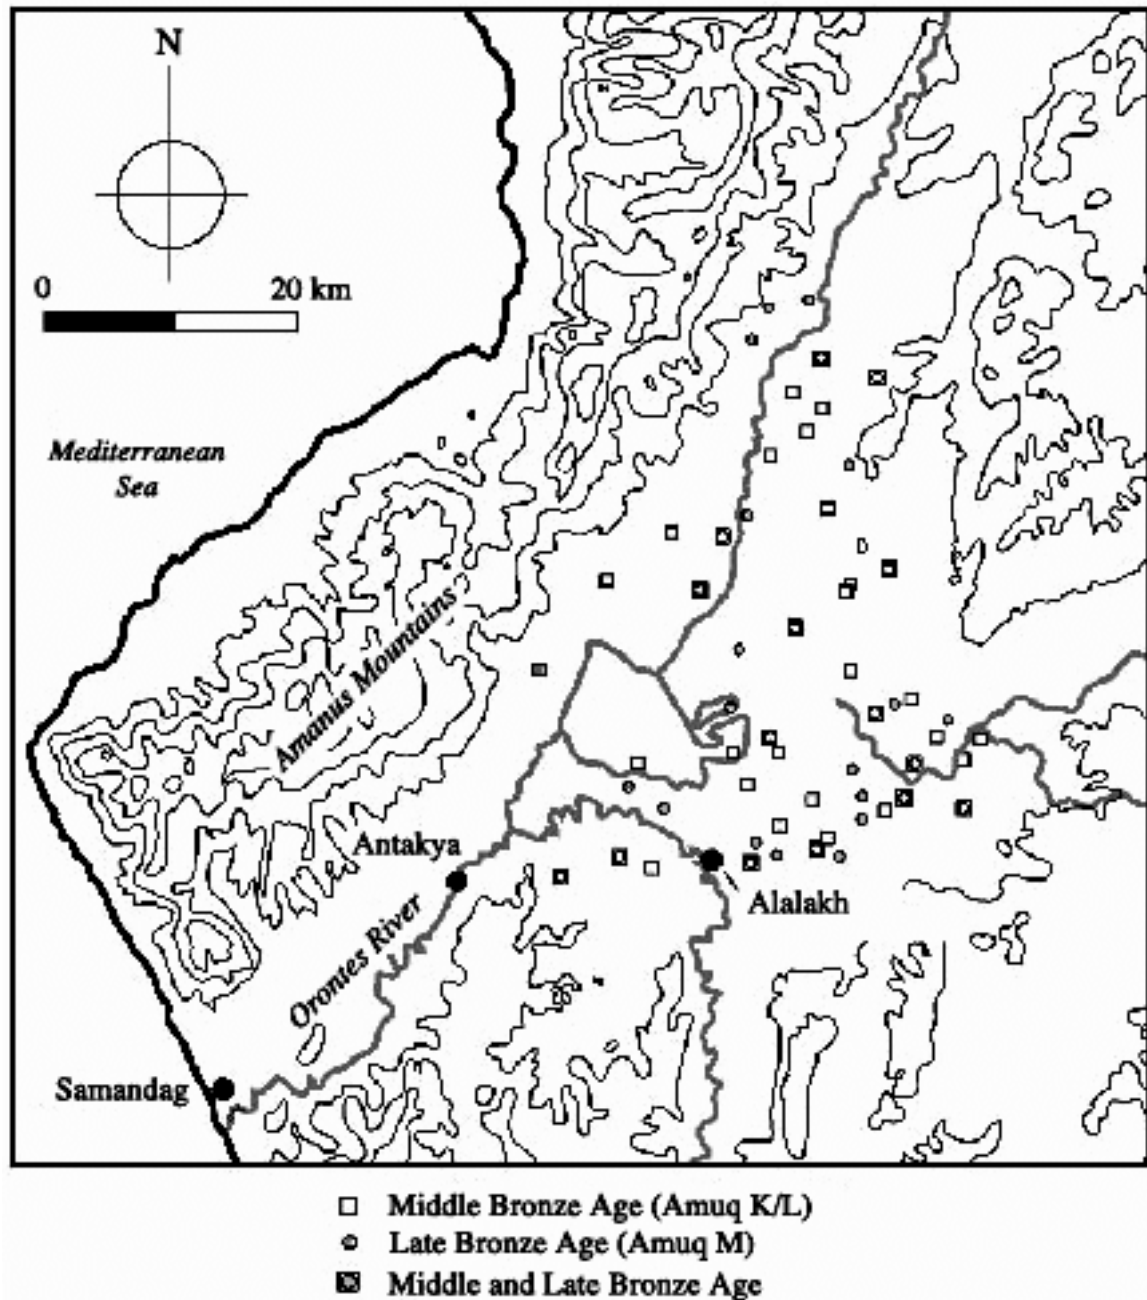 N
0 20 km
Mediterranean
Sea
Amanus Mountains
Antakya
Alalakh
Orontes River
Samandag
Middle Bronze Age (Amuq K/L)
Late Bronze Age (Amuq M)
Middle and Late Bronze Age